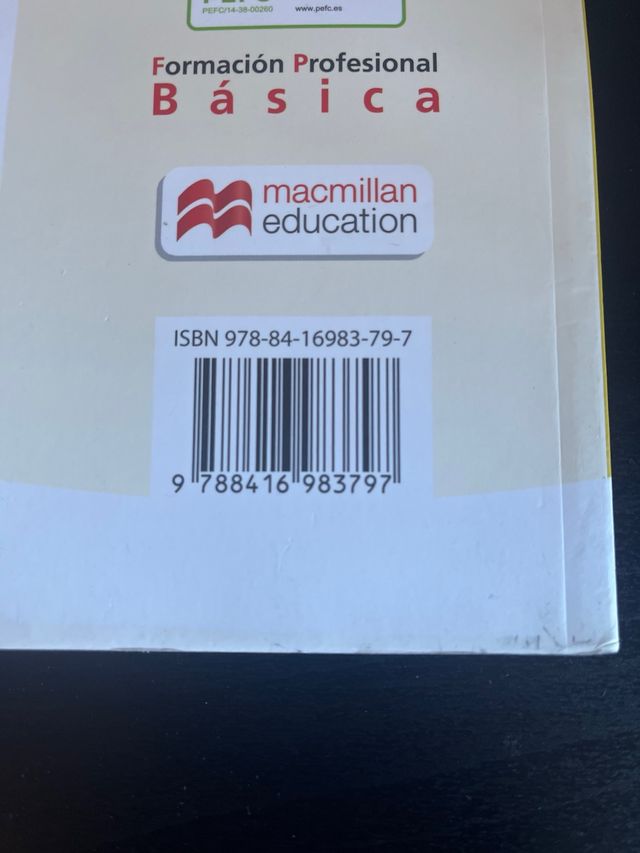 PEFC/14-38-00260
www.pefc.es
Formación Profesional
Básica
macmillan
education
ISBN 978-84-16983-79-7
9 788416 983797